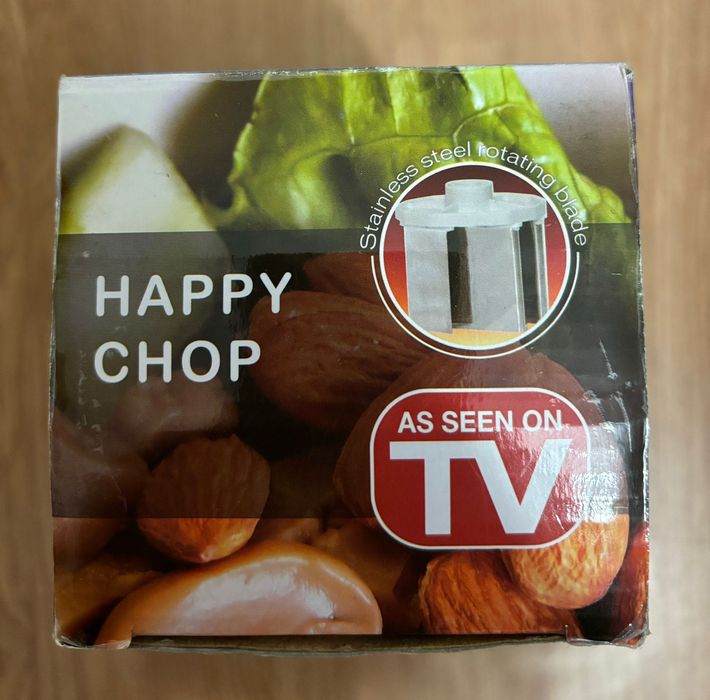 Stainless steel rotating blade
HAPPY
CHOP
AS SEEN ON
TV